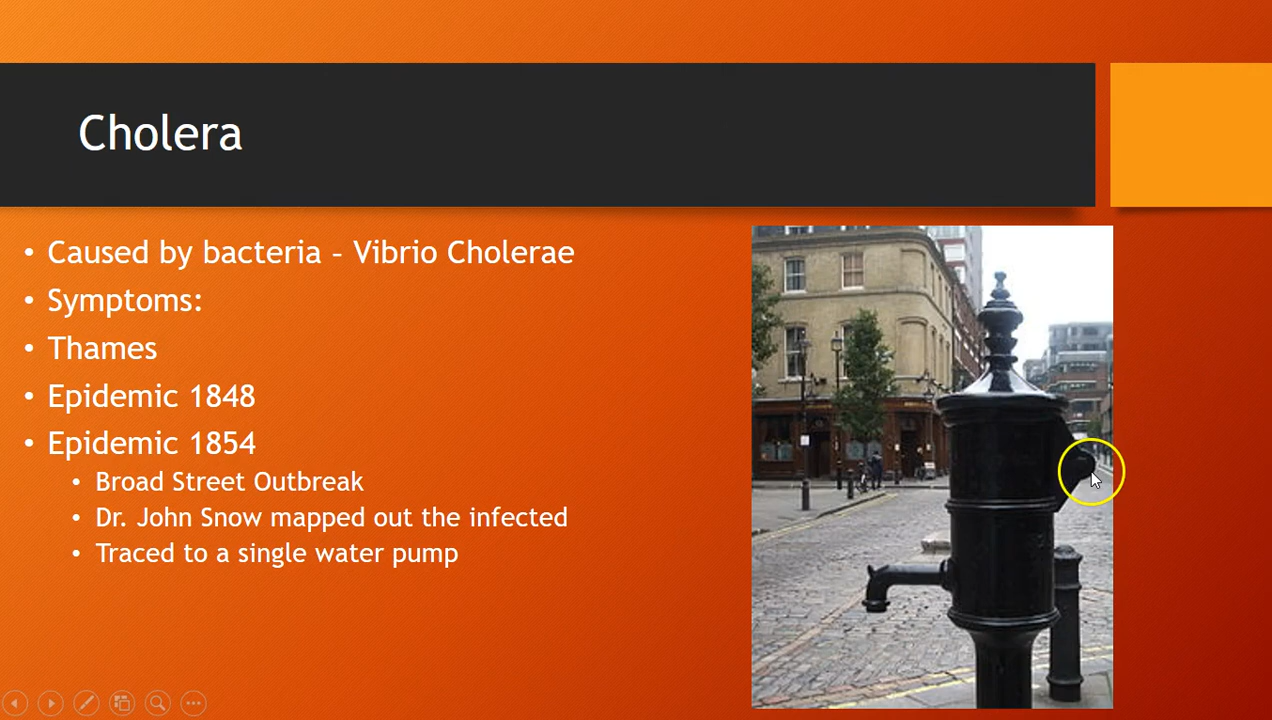 Cholera
• Caused by bacteria – Vibrio Cholerae
• Symptoms:
• Thames
• Epidemic 1848
• Epidemic 1854
• Broad Street Outbreak
• Dr. John Snow mapped out the infected
• Traced to a single water pump